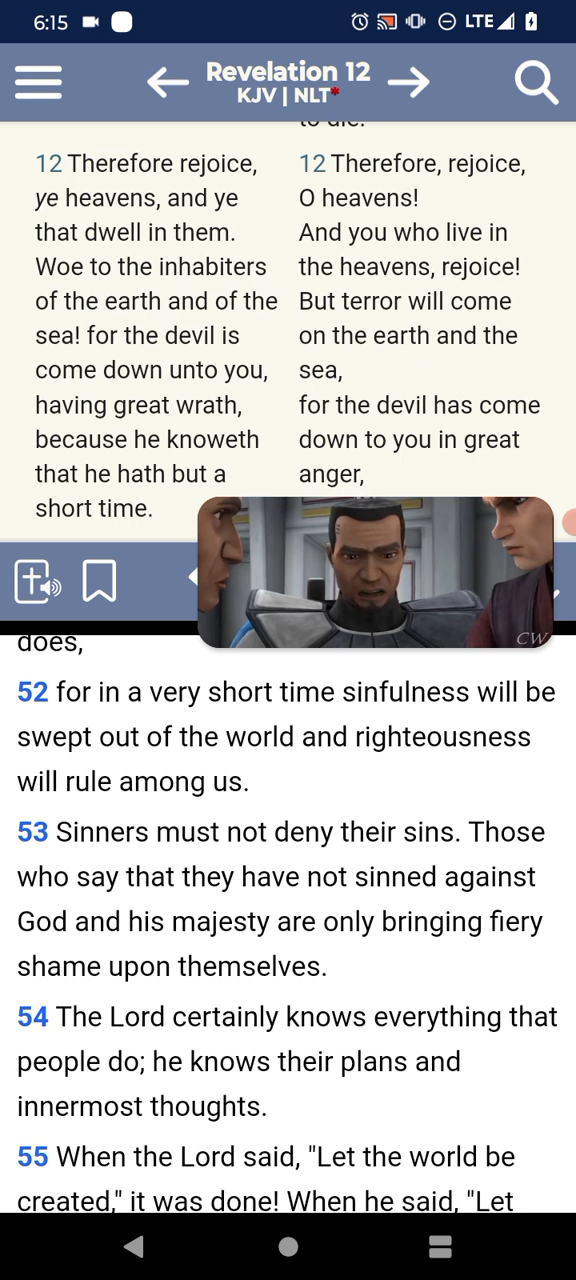 6:15
LTE
Revelation 12
KJV | NLT*
to die.
12 Therefore rejoice,
ye heavens, and ye
that dwell in them.
Woe to the inhabiters
of the earth and of the
sea! for the devil is
come down unto you,
having great wrath,
because he knoweth
that he hath but a
short time.
12 Therefore, rejoice,
O heavens!
And you who live in
the heavens, rejoice!
But terror will come
on the earth and the
sea,
for the devil has come
down to you in great
anger,
CW
does,
52 for in a very short time sinfulness will be
swept out of the world and righteousness
will rule among us.
53 Sinners must not deny their sins. Those
who say that they have not sinned against
God and his majesty are only bringing fiery
shame upon themselves.
54 The Lord certainly knows everything that
people do; he knows their plans and
innermost thoughts.
55 When the Lord said, "Let the world be
created," it was done! When he said, "Let